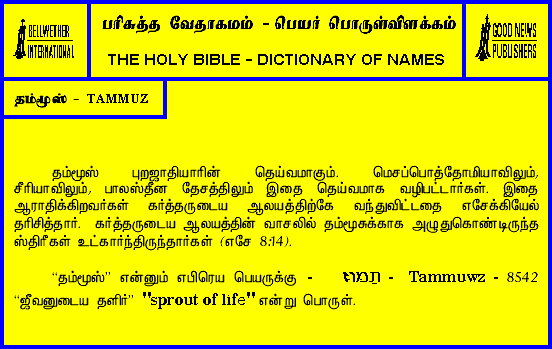 BELLWETHER
INTERNATIONAL
பரிசுத்த வேதாகமம் - பெயர் பொருள்விளக்கம்
THE HOLY BIBLE - DICTIONARY OF NAMES
GOOD NEWS
PUBLISHERS
தம்மூஸ் - TAMMUZ
தம்மூஸ் புறஜாதியாரின் தெய்வமாகும். மெசப்பொத்தோமியாவிலும்,
சீரியாவிலும், பாலஸ்தீன தேசத்திலும் இதை தெய்வமாக வழிபட்டார்கள். இதை
ஆராதிக்கிறவர்கள் கர்த்தருடைய ஆலயத்திற்கே வந்துவிட்டதை எசேக்கியேல்
தரிசித்தார். கர்த்தருடைய ஆலயத்தின் வாசலில் தம்மூசுக்காக அழுதுகொண்டிருந்த
ஸ்திரீகள் உட்கார்ந்திருந்தார்கள் (எசே 8:14).
“தம்மூஸ்” என்னும் எபிரெய பெயருக்கு - תמוז - Tammuwz - 8542
“ஜீவனுடைய தளிர்” "sprout of life" என்று பொருள்.